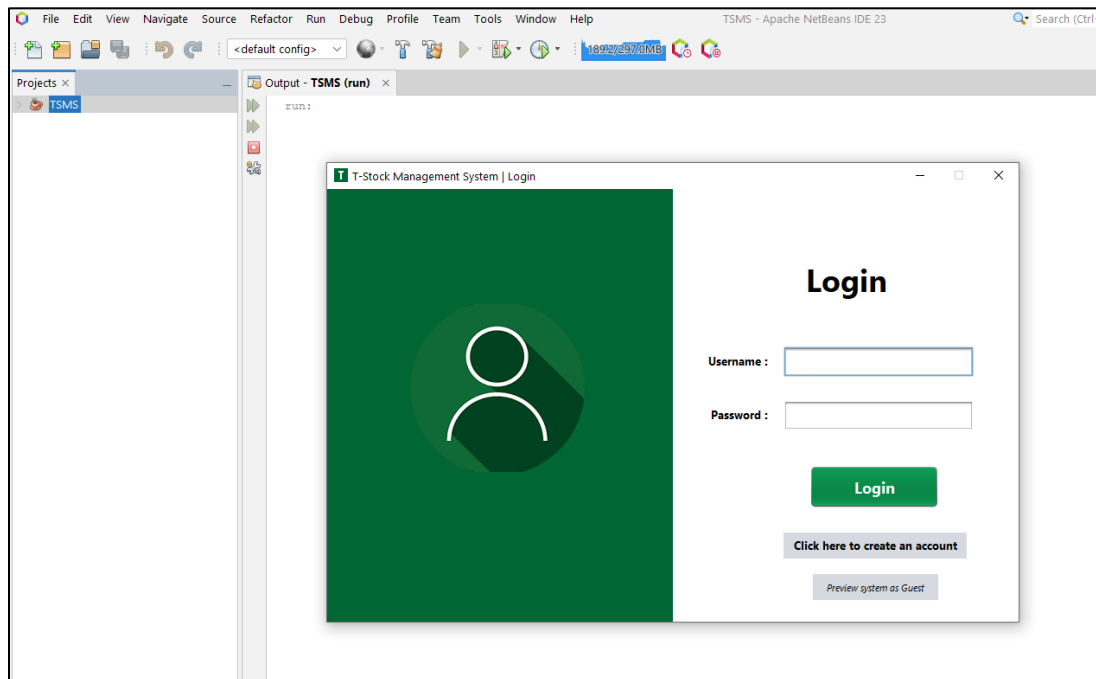 File Edit View Navigate Source Refactor Run Debug Profile Team Tools Window Help TSMS - Apache NetBeans IDE 23 Search (Ctrl+
<default config> 189.2/297.0MB
Projects Output - TSMS (run)
TSMS
run:
T T-Stock Management System | Login
Login
Username :
Password :
Login
Click here to create an account
Preview system as Guest